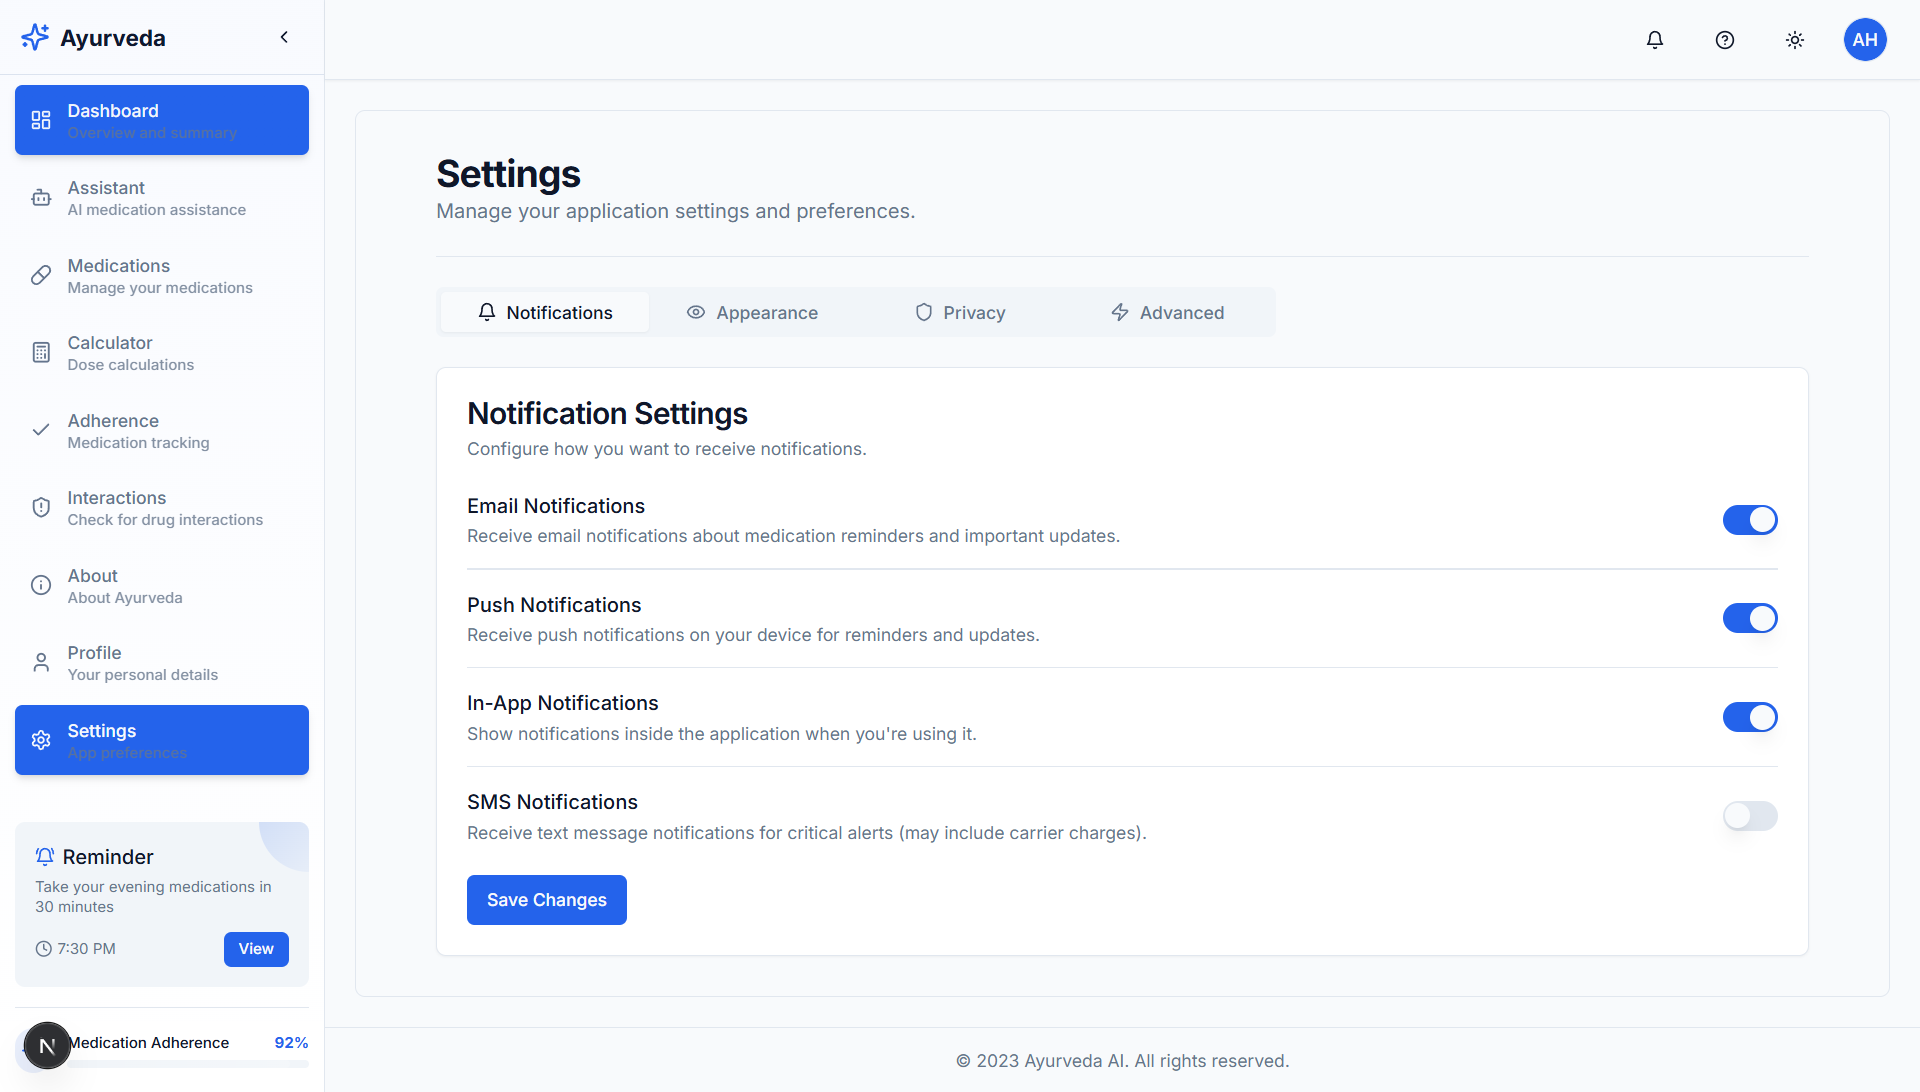 Ayurveda
AH
Dashboard
Overview and summary
Assistant
AI medication assistance
Medications
Manage your medications
Calculator
Dose calculations
Adherence
Medication tracking
Interactions
Check for drug interactions
About
About Ayurveda
Profile
Your personal details
Settings
App preferences
Reminder
Take your evening medications in
30 minutes
7:30 PM
View
N
Medication Adherence
92%
Settings
Manage your application settings and preferences.
Notifications
Appearance
Privacy
Advanced
Notification Settings
Configure how you want to receive notifications.
Email Notifications
Receive email notifications about medication reminders and important updates.
Push Notifications
Receive push notifications on your device for reminders and updates.
In-App Notifications
Show notifications inside the application when you're using it.
SMS Notifications
Receive text message notifications for critical alerts (may include carrier charges).
Save Changes
© 2023 Ayurveda AI. All rights reserved.